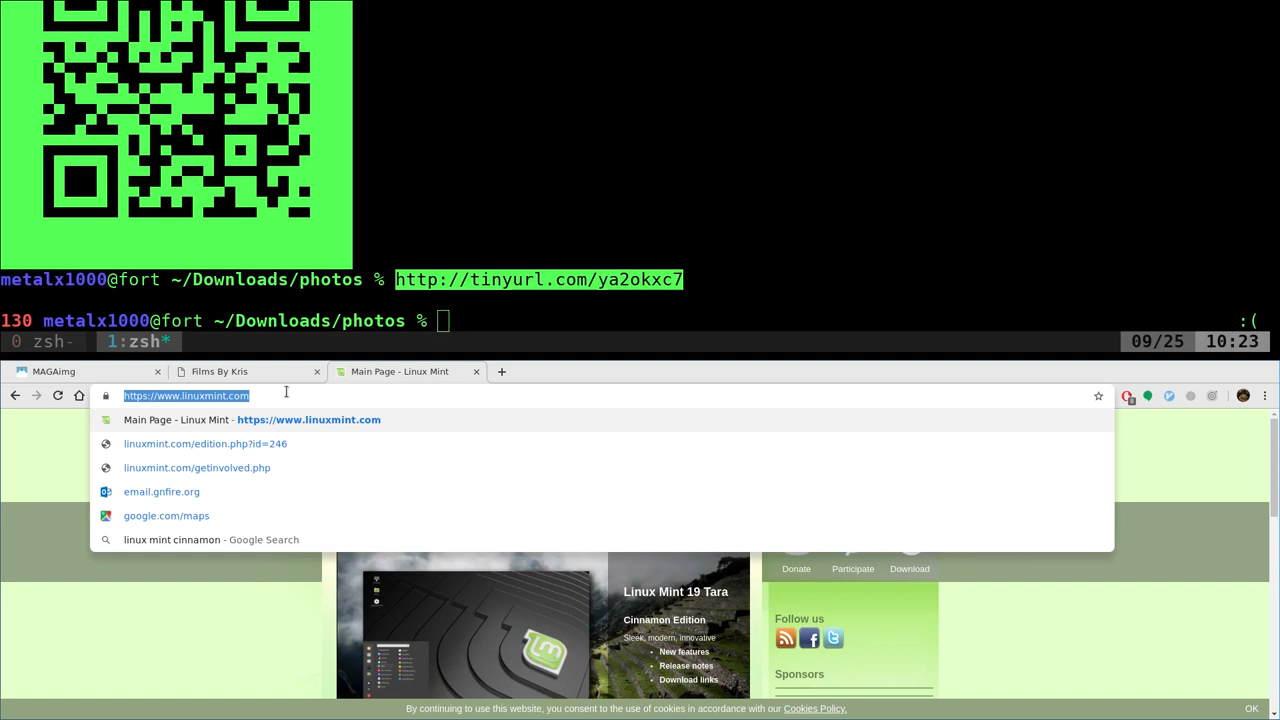 metalx1000@fort ~/Downloads/photos % http://tinyurl.com/ya2okxc7
130 metalx1000@fort ~/Downloads/photos % :(
0 zsh- 1:zsh* 09/25 10:23
MAGAimg Films By Kris Main Page - Linux Mint
https://www.linuxmint.com
Main Page - Linux Mint - https://www.linuxmint.com
linuxmint.com/edition.php?id=246
linuxmint.com/getinvolved.php
email.gnfire.org
google.com/maps
linux mint cinnamon - Google Search
Donate Participate Download
Linux Mint 19 Tara
Cinnamon Edition
Sleek, modern, innovative
New features
Release notes
Download links
Follow us
Sponsors
By continuing to use this website, you consent to the use of cookies in accordance with our Cookies Policy. OK